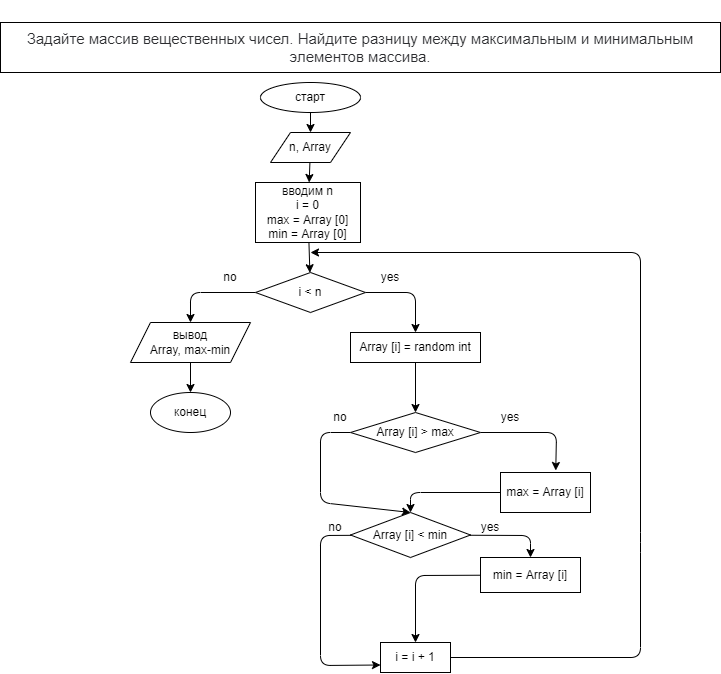 Задайте массив вещественных чисел. Найдите разницу между максимальным и минимальным
элементов массива.
старт
n, Array
вводим n
i = 0
max = Array [0]
min = Array [0]
no
yes
i < n
вывод
Array, max-min
Array [i] = random int
конец
no
yes
Array [i] > max
max = Array [i]
no
yes
Array [i] < min
min = Array [i]
i = i + 1